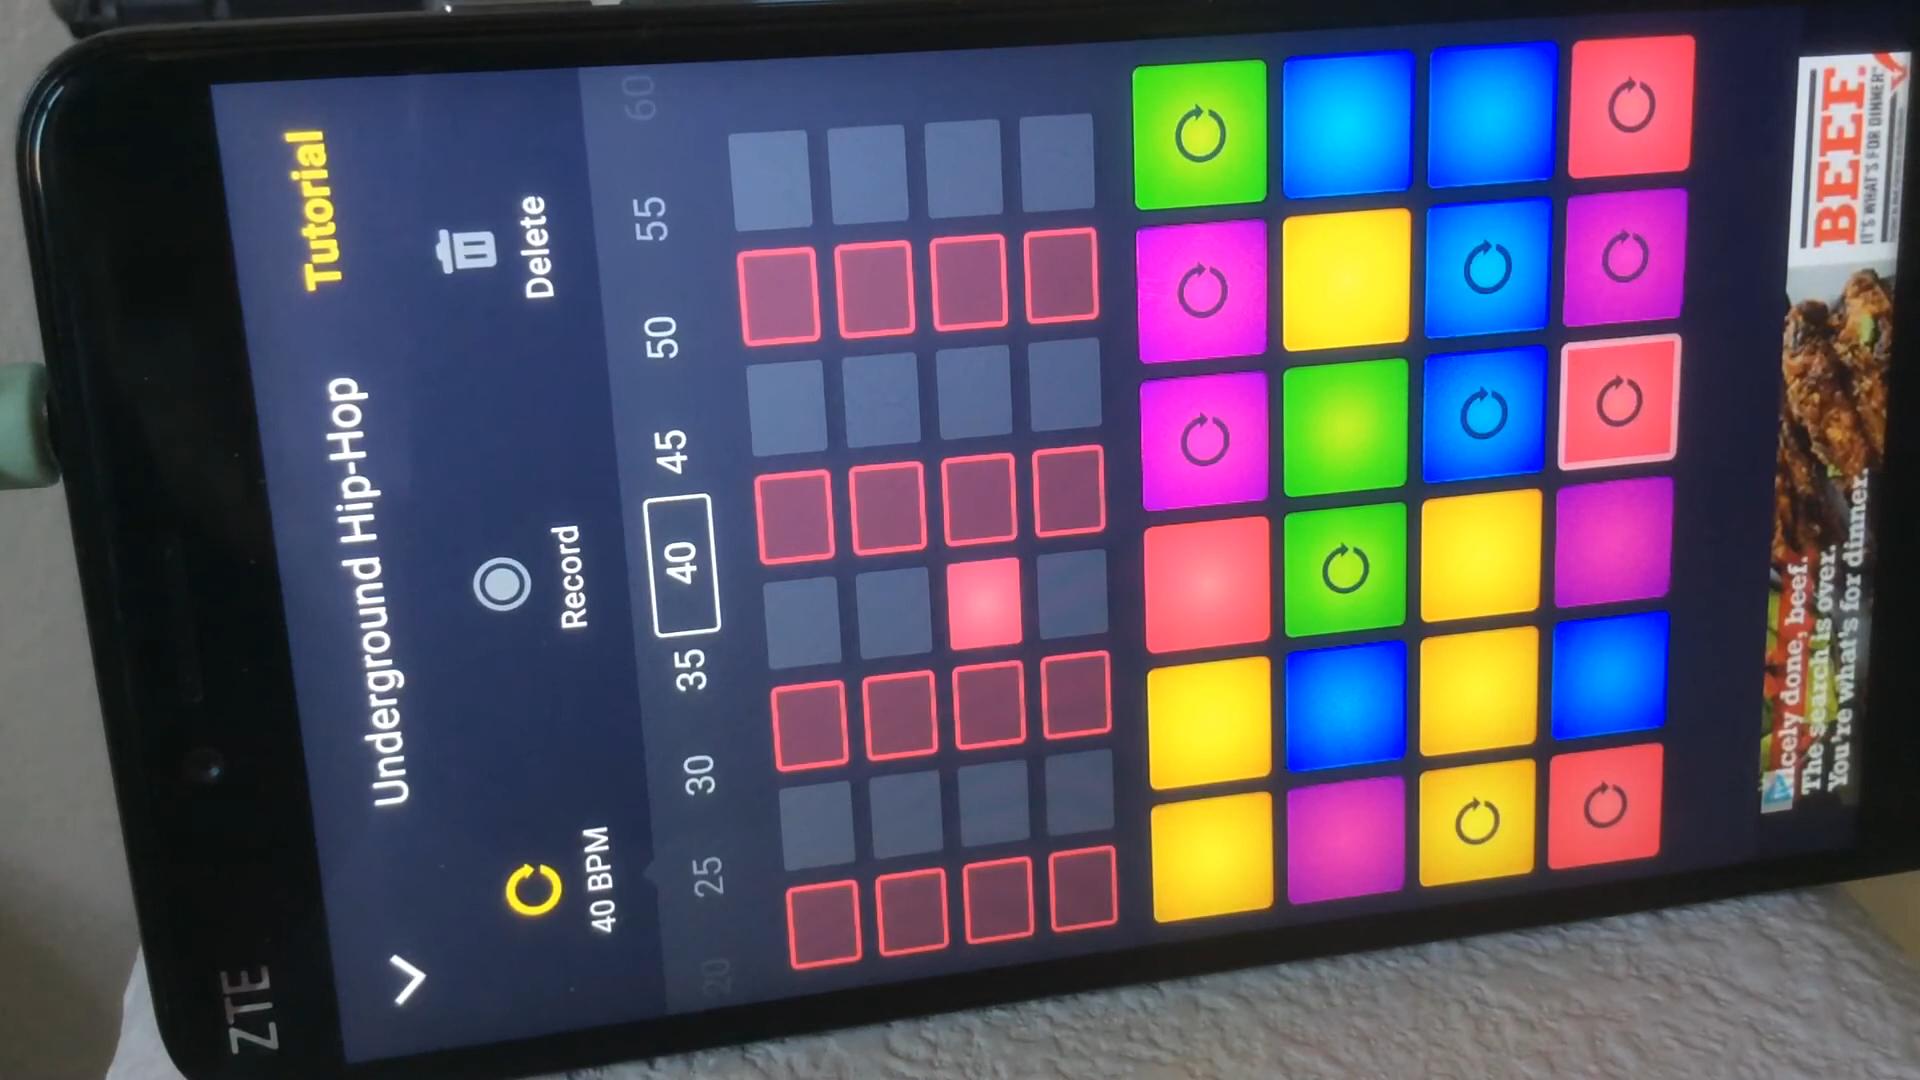 ZTE
Underground Hip-Hop
Tutorial
40 BPM
Record
Delete
20 25 30 35 40 45 50 55 60
Nicely done, beef.
The search is over.
You're what's for dinner.
BEEF.
IT'S WHAT'S FOR DINNER